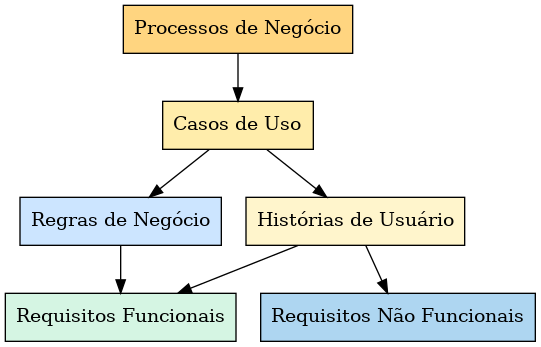 Processos de Negócio
Casos de Uso
Regras de Negócio
Histórias de Usuário
Requisitos Funcionais
Requisitos Não Funcionais